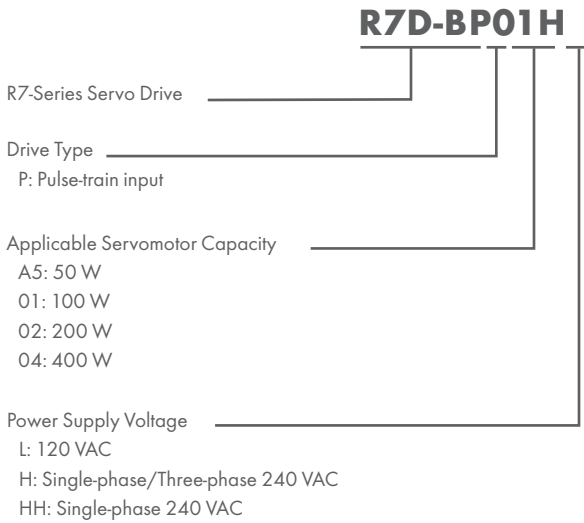 R7D-BP01H
R7-Series Servo Drive
Drive Type
P: Pulse-train input
Applicable Servomotor Capacity
A5: 50 W
01: 100 W
02: 200 W
04: 400 W
Power Supply Voltage
L: 120 VAC
H: Single-phase/Three-phase 240 VAC
HH: Single-phase 240 VAC